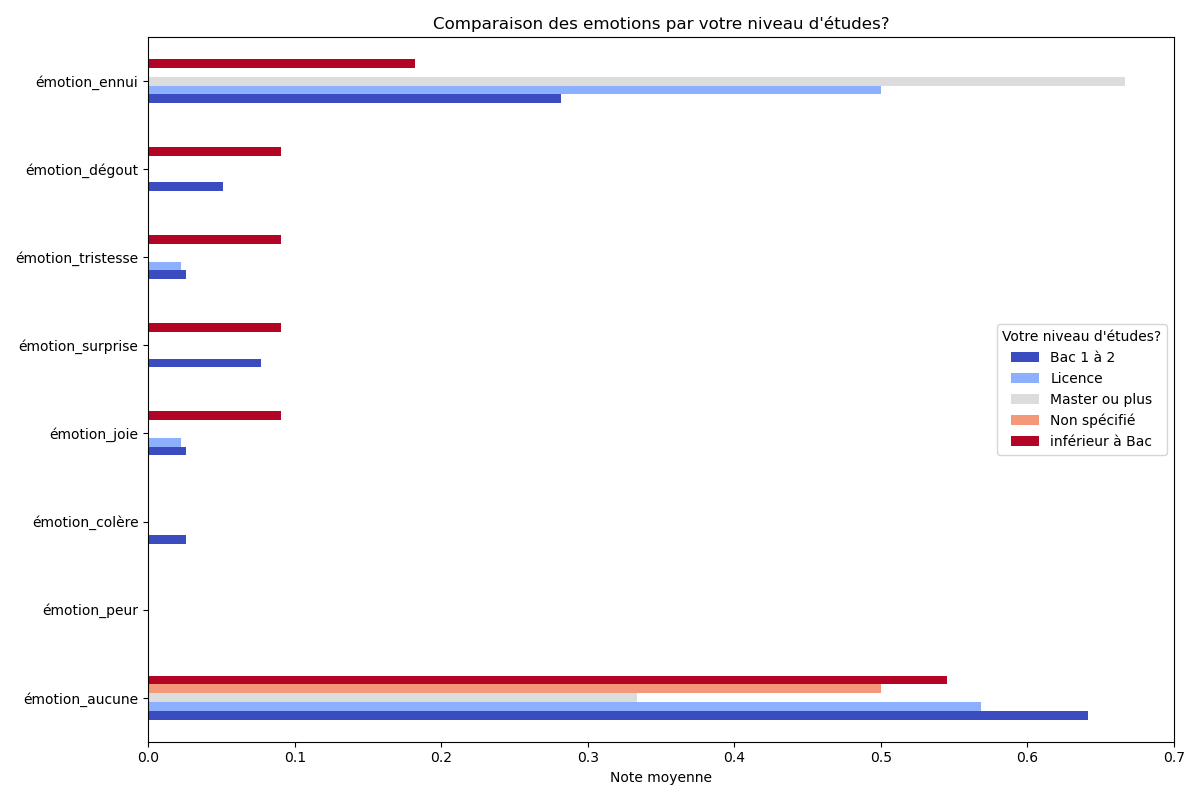 Comparaison des emotions par votre niveau d'études?
émotion_ennui
émotion_dégout
émotion_tristesse
émotion_surprise
émotion_joie
émotion_colère
émotion_peur
émotion_aucune
Votre niveau d'études?
Bac 1 à 2
Licence
Master ou plus
Non spécifié
inférieur à Bac
0.0 0.1 0.2 0.3 0.4 0.5 0.6 0.7
Note moyenne